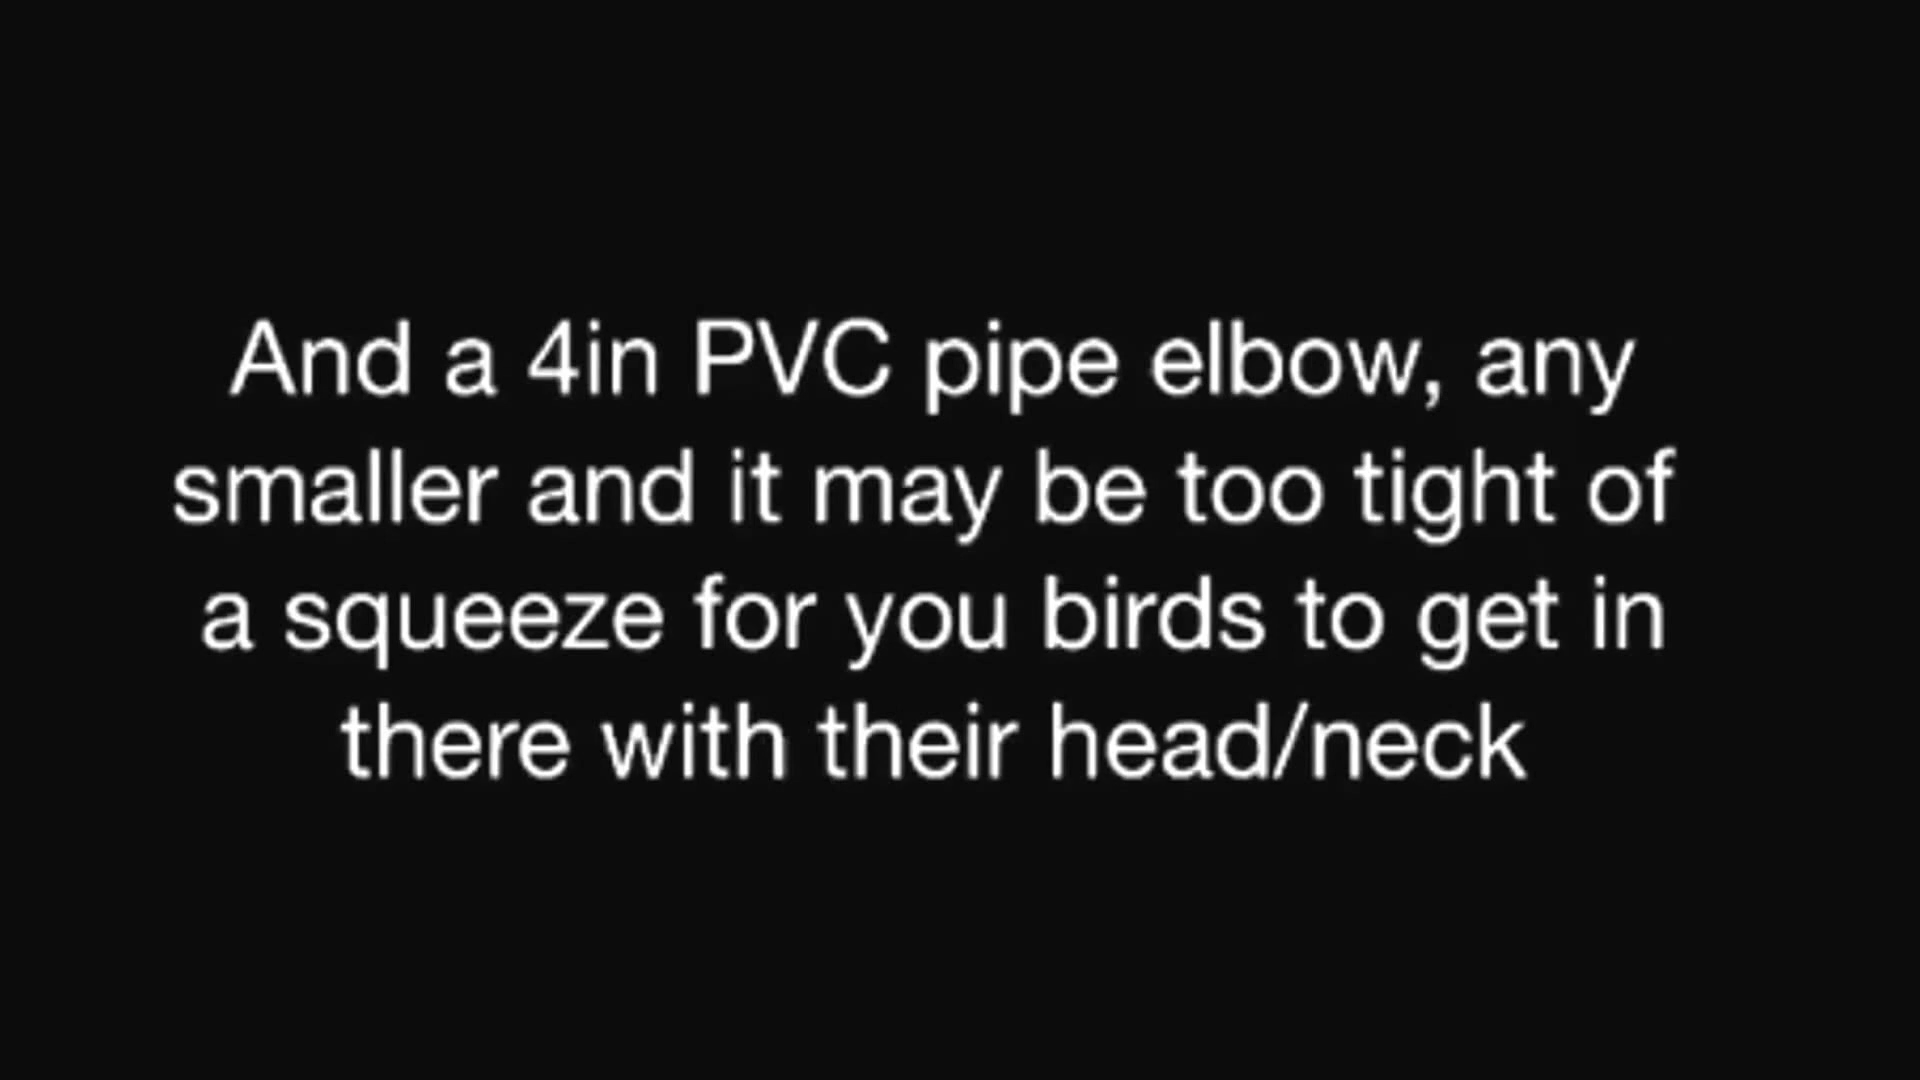 And a 4in PVC pipe elbow, any
smaller and it may be too tight of
a squeeze for you birds to get in
there with their head/neck